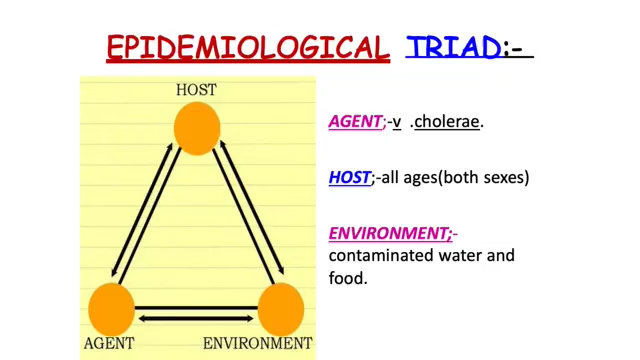 EPIDEMIOLOGICAL TRIAD:-
HOST
AGENT
ENVIRONMENT
AGENT;-v .cholerae.
HOST;-all ages(both sexes)
ENVIRONMENT;-
contaminated water and
food.